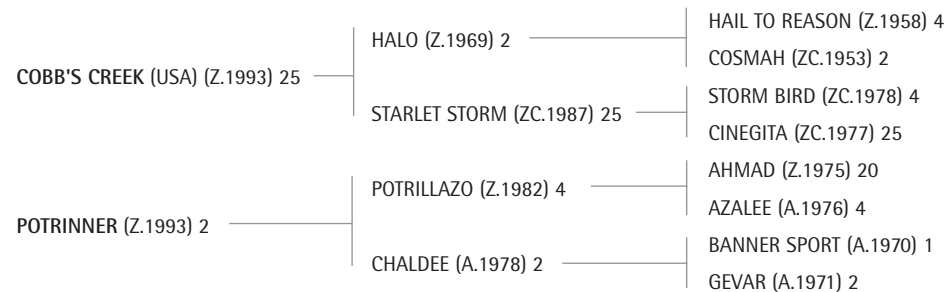 HAIL TO REASON (Z.1958) 4
HALO (Z.1969) 2
COSMAH (ZC.1953) 2
COBB'S CREEK (USA) (Z.1993) 25
STORM BIRD (ZC.1978) 4
STARLET STORM (ZC.1987) 25
CINEGITA (ZC.1977) 25
AHMAD (Z.1975) 20
POTRILLAZO (Z.1982) 4
AZALEE (A.1976) 4
POTRINNER (Z.1993) 2
BANNER SPORT (A.1970) 1
CHALDEE (A.1978) 2
GEVAR (A.1971) 2